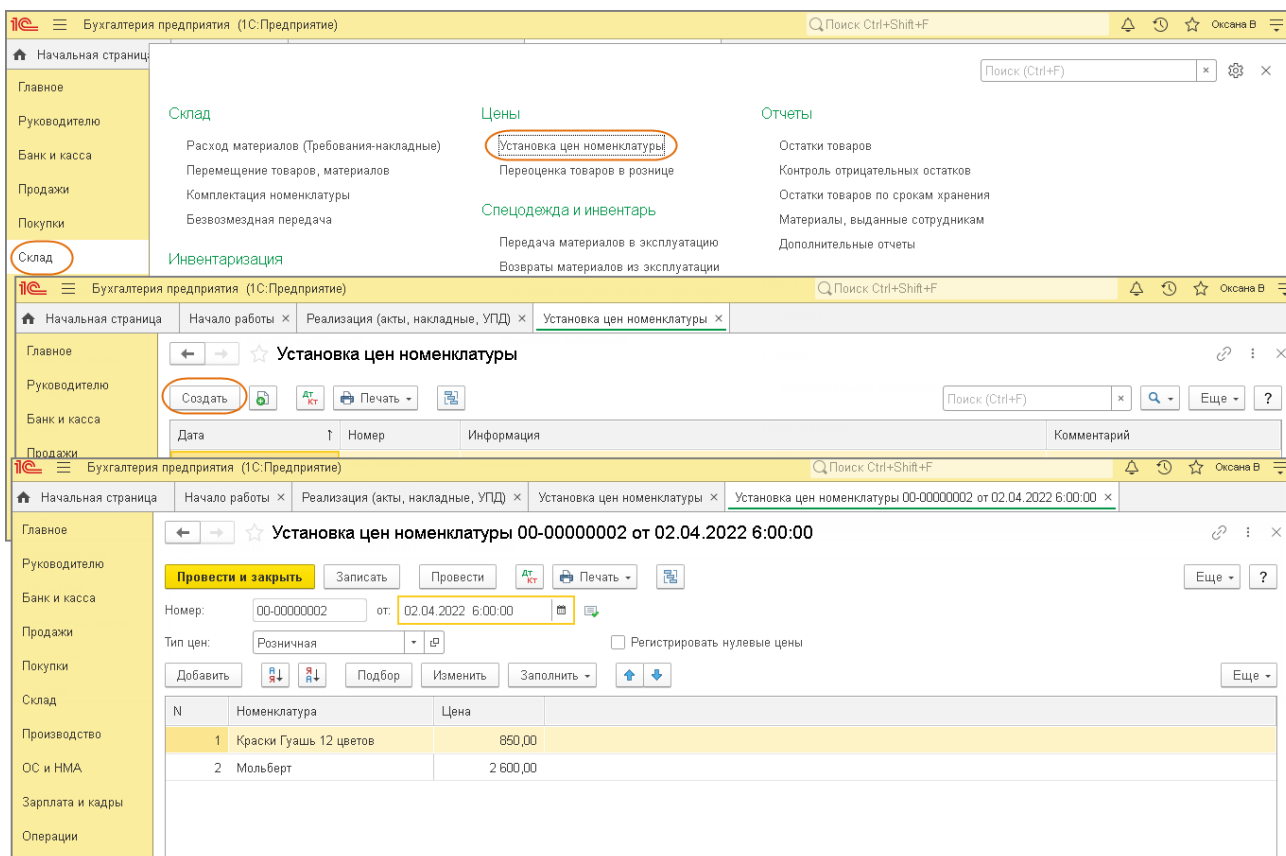 1С Бухгалтерия предприятия (1С:Предприятие) Поиск Ctrl+Shift+F Оксана В
Начальная страниц
Поиск (Ctrl+F) ×
Главное
Руководителю
Банк и касса
Продажи
Покупки
Склад
Склад
Расход материалов (Требования-накладные)
Перемещение товаров, материалов
Комплектация номенклатуры
Безвозмездная передача
Инвентаризация
Цены
Установка цен номенклатуры
Переоценка товаров в рознице
Спецодежда и инвентарь
Передача материалов в эксплуатацию
Возвраты материалов из эксплуатации
Отчеты
Остатки товаров
Контроль отрицательных остатков
Остатки товаров по срокам хранения
Материалы, выданные сотрудникам
Дополнительные отчеты
1С Бухгалтерия предприятия (1С:Предприятие) Поиск Ctrl+Shift+F Оксана В
Начальная страница Начало работы × Реализация (акты, накладные, УПД) × Установка цен номенклатуры ×
Главное
Руководителю
Банк и касса
Продажи
Установка цен номенклатуры
Создать Дт Кт Печать Поиск (Ctrl+F) × Еще ?
Дата ↑ Номер Информация Комментарий
1С Бухгалтерия предприятия (1С:Предприятие) Поиск Ctrl+Shift+F Оксана В
Начальная страница Начало работы × Реализация (акты, накладные, УПД) × Установка цен номенклатуры × Установка цен номенклатуры 00-00000002 от 02.04.2022 6:00:00 ×
Главное
Руководителю
Банк и касса
Продажи
Покупки
Склад
Производство
ОС и НМА
Зарплата и кадры
Операции
Установка цен номенклатуры 00-00000002 от 02.04.2022 6:00:00
Провести и закрыть Записать Провести Дт Кт Печать Еще ?
Номер: 00-00000002 от: 02.04.2022 6:00:00
Тип цен: Розничная Регистрировать нулевые цены
Добавить А Я Я А Подбор Изменить Заполнить Еще
N Номенклатура Цена
1 Краски Гуашь 12 цветов 850,00
2 Мольберт 2 600,00